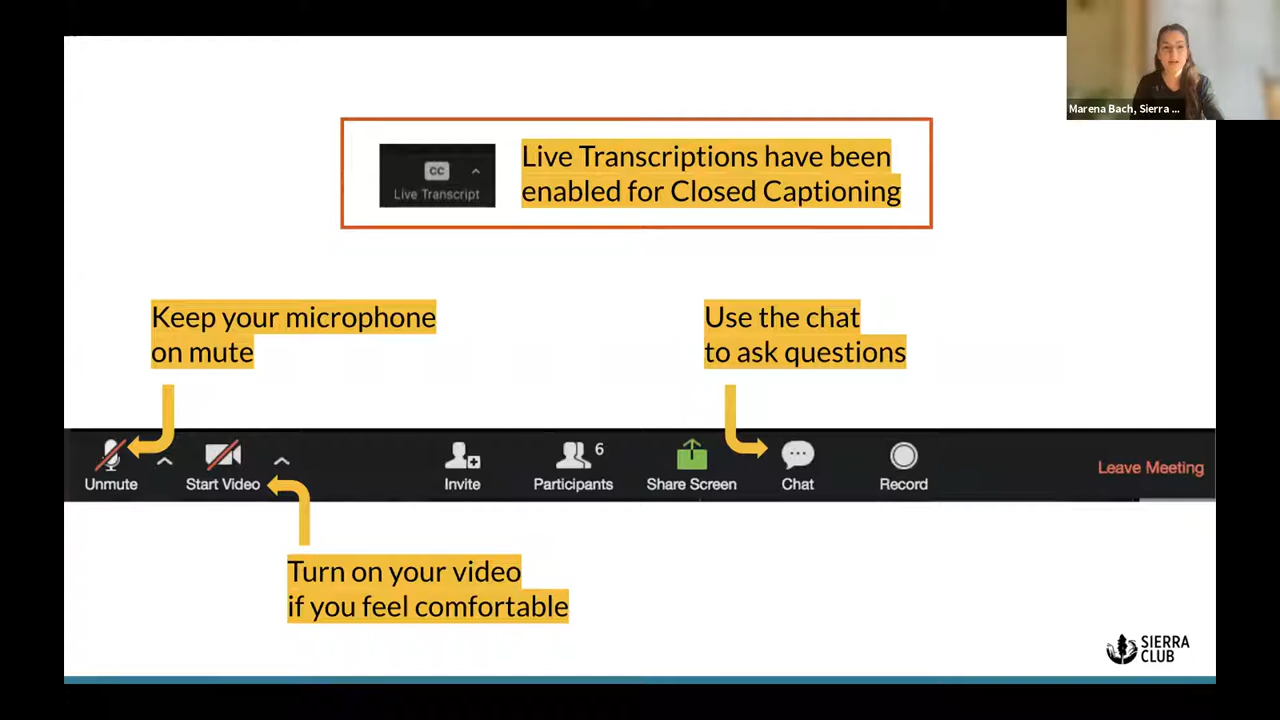 Marena Bach, Sierra ...
CC
Live Transcript
Live Transcriptions have been
enabled for Closed Captioning
Keep your microphone
on mute
Use the chat
to ask questions
6
Unmute
Start Video
Invite
Participants
Share Screen
Chat
Record
Leave Meeting
Turn on your video
if you feel comfortable
SIERRA
CLUB